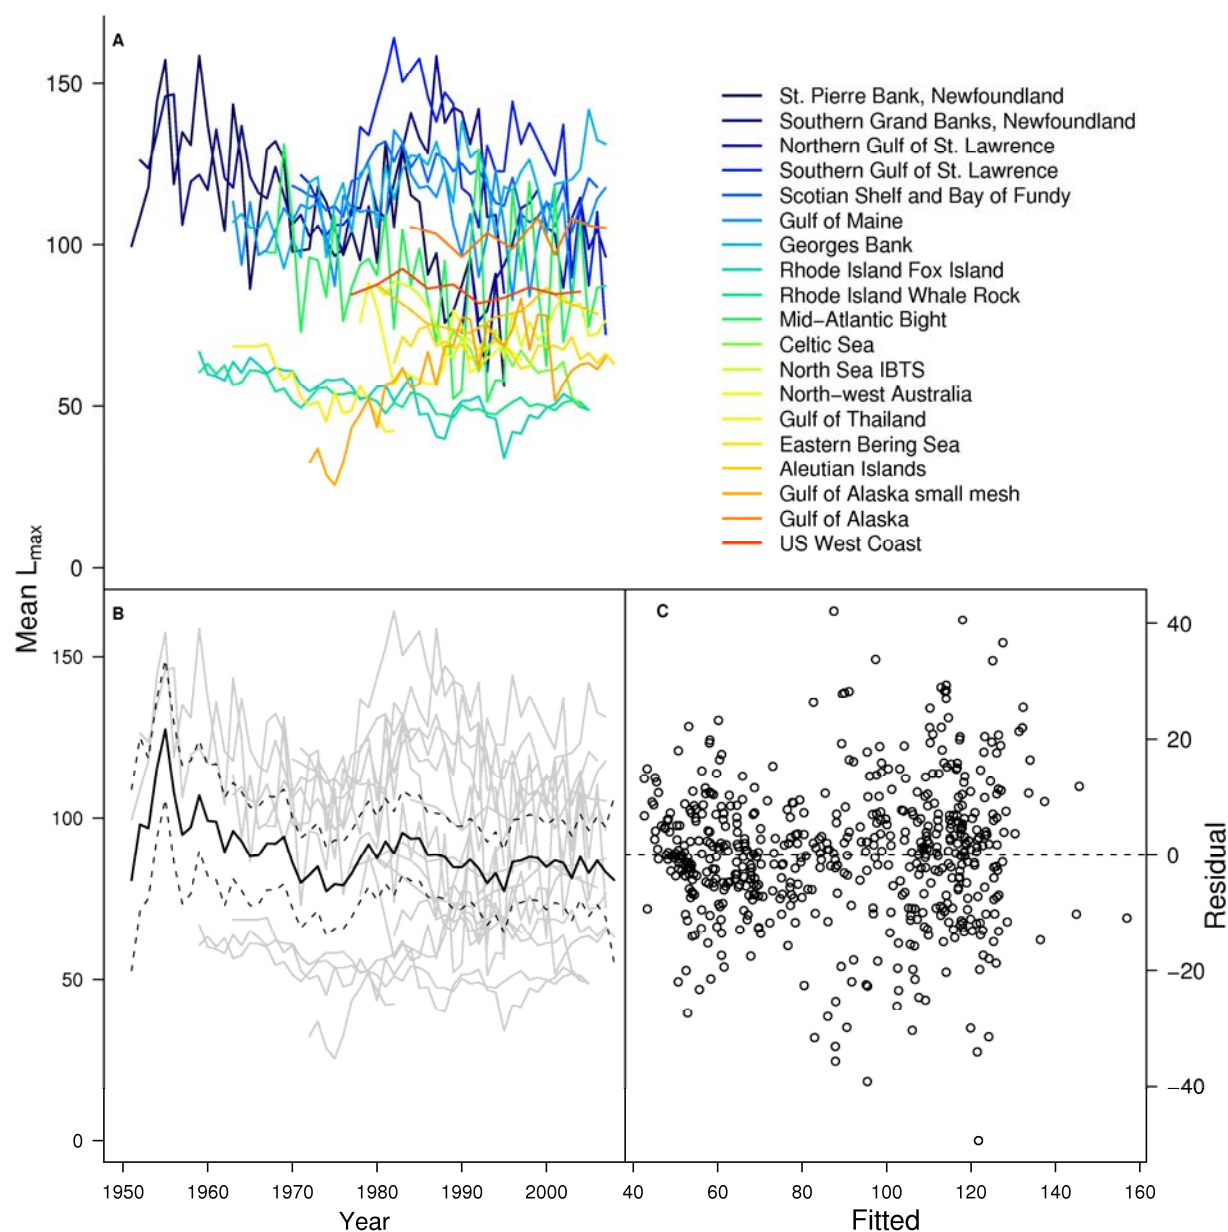 A
150
100
50
0
St. Pierre Bank, Newfoundland
Southern Grand Banks, Newfoundland
Northern Gulf of St. Lawrence
Southern Gulf of St. Lawrence
Scotian Shelf and Bay of Fundy
Gulf of Maine
Georges Bank
Rhode Island Fox Island
Rhode Island Whale Rock
Mid−Atlantic Bight
Celtic Sea
North Sea IBTS
North−west Australia
Gulf of Thailand
Eastern Bering Sea
Aleutian Islands
Gulf of Alaska small mesh
Gulf of Alaska
US West Coast
Mean Lmax
B
150
100
50
0
1950 1960 1970 1980 1990 2000
Year
C
40
20
0
−20
−40
Residual
40 60 80 100 120 140 160
Fitted